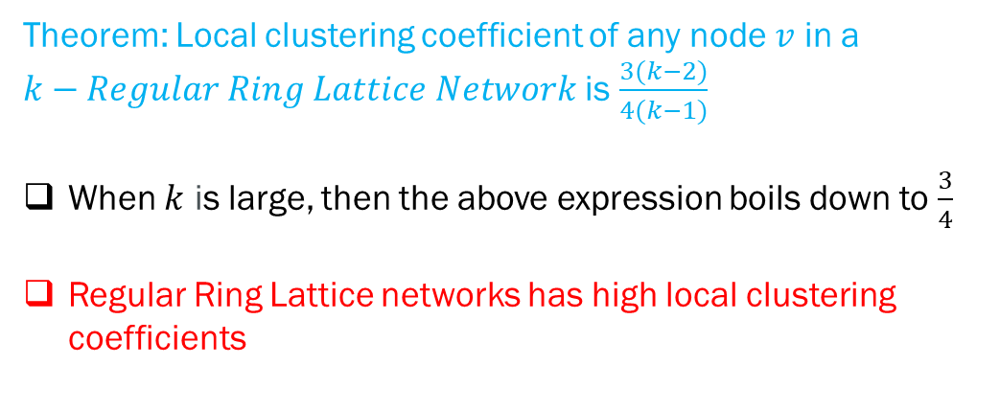 Theorem: Local clustering coefficient of any node 𝑣 in a
𝑘 − 𝑅𝑒𝑔𝑢𝑙𝑎𝑟 𝑅𝑖𝑛𝑔 𝐿𝑎𝑡𝑡𝑖𝑐𝑒 𝑁𝑒𝑡𝑤𝑜𝑟𝑘 is 3(𝑘−2)/4(𝑘−1)
❑ When 𝑘 is large, then the above expression boils down to 3/4
❑ Regular Ring Lattice networks has high local clustering
coefficients